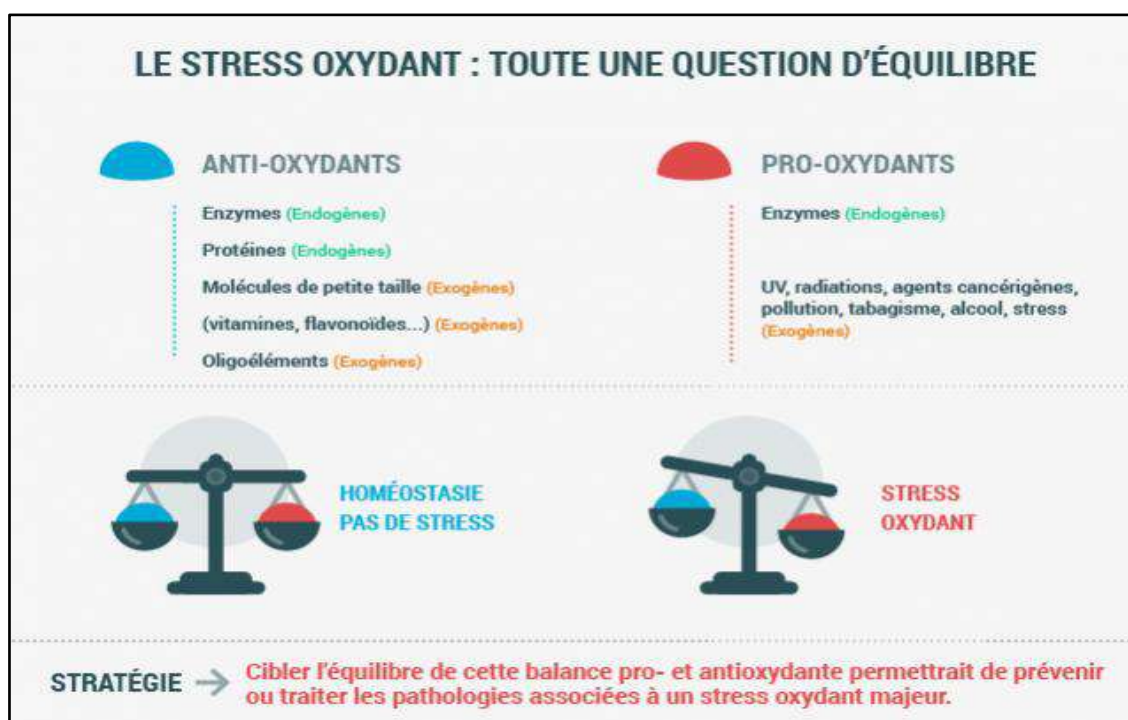 LE STRESS OXYDANT : TOUTE UNE QUESTION D'ÉQUILIBRE
ANTI-OXYDANTS
Enzymes (Endogènes)
Protéines (Endogènes)
Molécules de petite taille (Exogènes)
(vitamines, flavonoïdes...) (Exogènes)
Oligoéléments (Exogènes)
PRO-OXYDANTS
Enzymes (Endogènes)
UV, radiations, agents cancérigènes,
pollution, tabagisme, alcool, stress
(Exogènes)
HOMÉOSTASIE
PAS DE STRESS
STRESS
OXYDANT
STRATÉGIE → Cibler l'équilibre de cette balance pro- et antioxydante permettrait de prévenir
ou traiter les pathologies associées à un stress oxydant majeur.